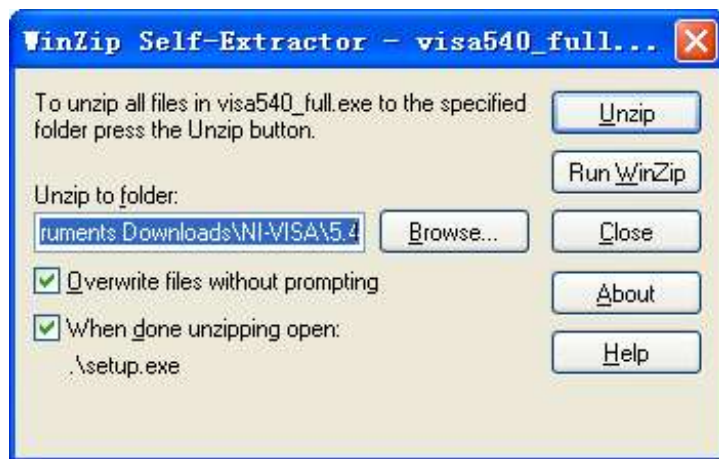 WinZip Self-Extractor - visa540_full...
To unzip all files in visa540_full.exe to the specified
folder press the Unzip button.
Unzip to folder:
ruments Downloads\NI-VISA\5.4
Browse...
Overwrite files without prompting
When done unzipping open:
.\setup.exe
Unzip
Run WinZip
Close
About
Help